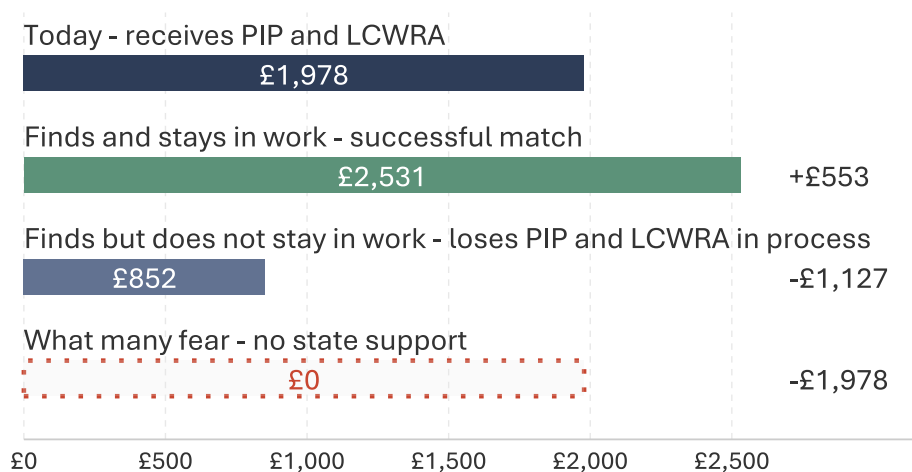 Today - receives PIP and LCWRA
£1,978
Finds and stays in work - successful match
£2,531 +£553
Finds but does not stay in work - loses PIP and LCWRA in process
£852 -£1,127
What many fear - no state support
£0 -£1,978
£0 £500 £1,000 £1,500 £2,000 £2,500